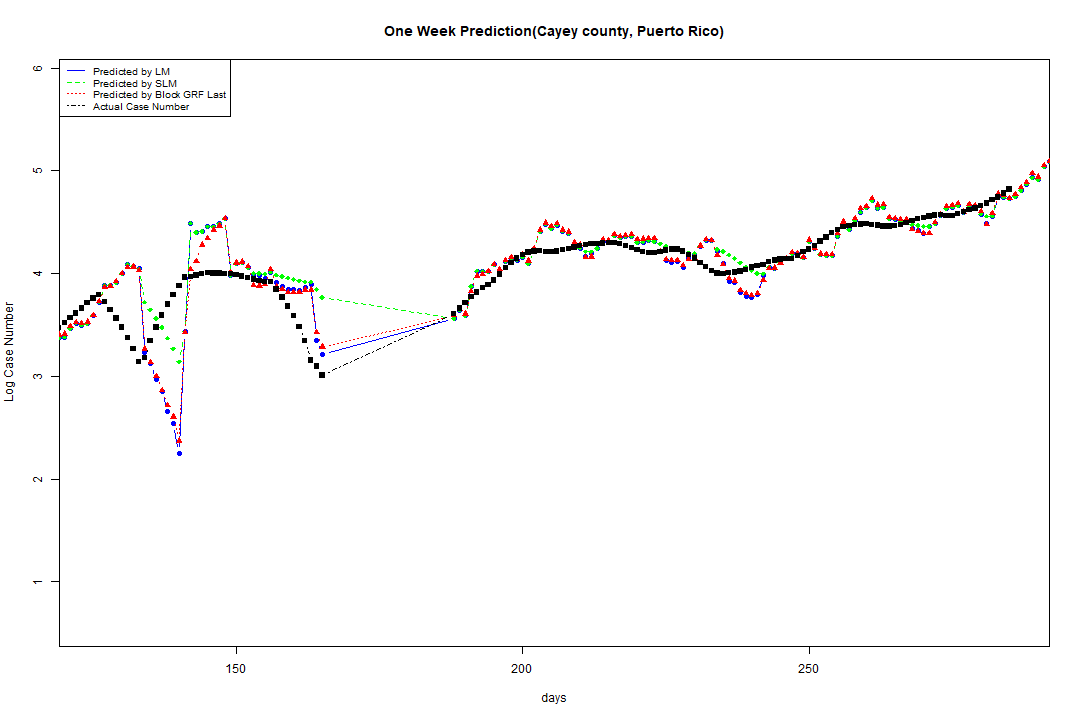 One Week Prediction(Cayey county, Puerto Rico)
Predicted by LM
Predicted by SLM
Predicted by Block GRF Last
Actual Case Number
6
5
4
3
2
1
Log Case Number
150
200
250
days